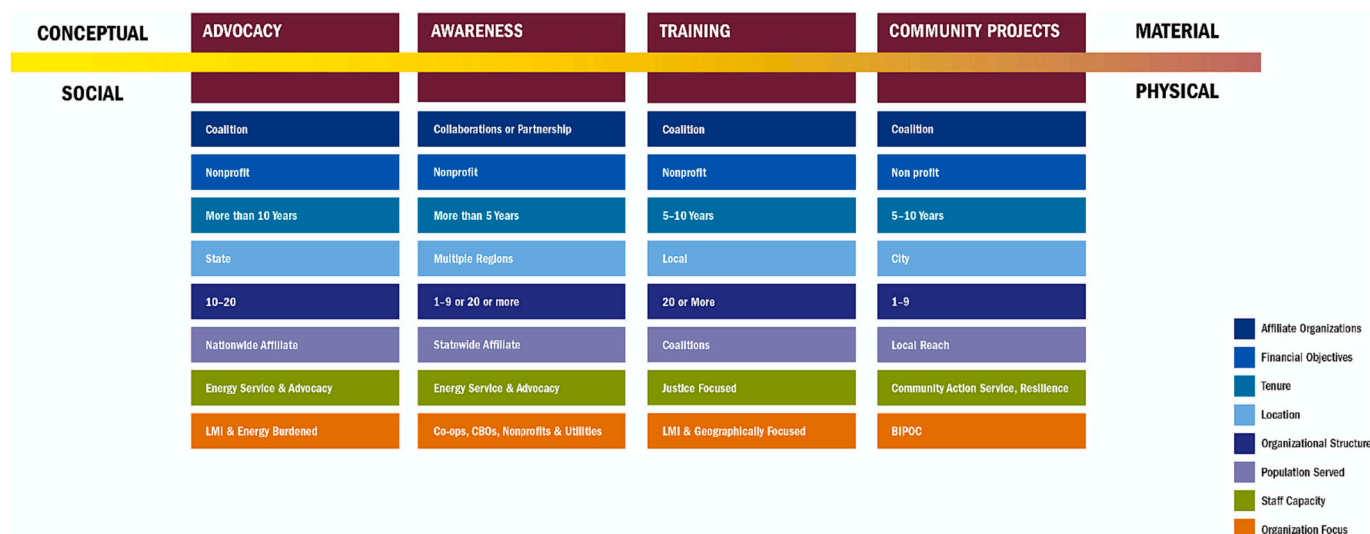 CONCEPTUAL
SOCIAL
ADVOCACY
AWARENESS
TRAINING
COMMUNITY PROJECTS
MATERIAL
PHYSICAL
Coalition
Collaborations or Partnership
Coalition
Coalition
Nonprofit
Nonprofit
Nonprofit
Non profit
More than 10 Years
More than 5 Years
5–10 Years
5–10 Years
State
Multiple Regions
Local
City
10–20
1–9 or 20 or more
20 or More
1–9
Nationwide Affiliate
Statewide Affiliate
Coalitions
Local Reach
Energy Service & Advocacy
Energy Service & Advocacy
Justice Focused
Community Action Service, Resilience
LMI & Energy Burdened
Co-ops, CBOs, Nonprofits & Utilities
LMI & Geographically Focused
BIPOC
Affiliate Organizations
Financial Objectives
Tenure
Location
Organizational Structure
Population Served
Staff Capacity
Organization Focus